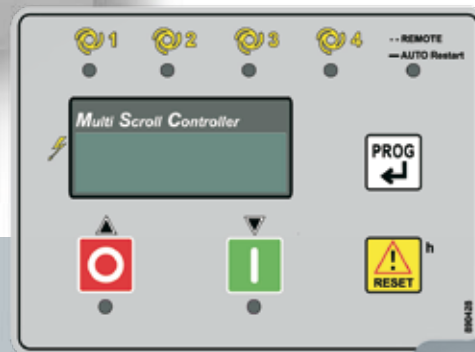 1 2 3 4
-- REMOTE
— AUTO Restart
Multi Scroll Controller
PROG
O I
RESET
h
890428